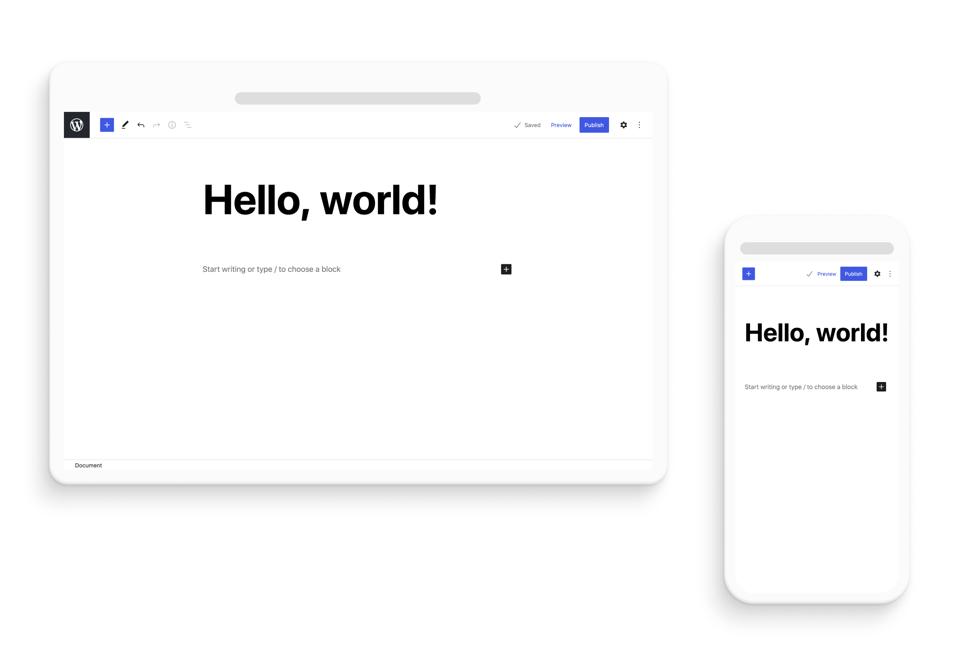 Saved Preview Publish
Hello, world!
Start writing or type / to choose a block
Document
Preview Publish
Hello, world!
Start writing or type / to choose a block